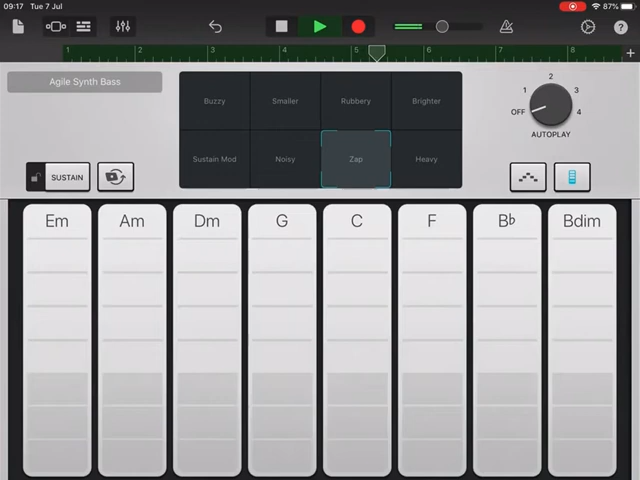 09:17 Tue 7 Jul 87%
?
1 2 3 4 5 6 7 8 +
Agile Synth Bass
Buzzy Smaller Rubbery Brighter
Sustain Mod Noisy Zap Heavy
2
1 3
OFF 4
AUTOPLAY
SUSTAIN
Em Am Dm G C F B♭ Bdim